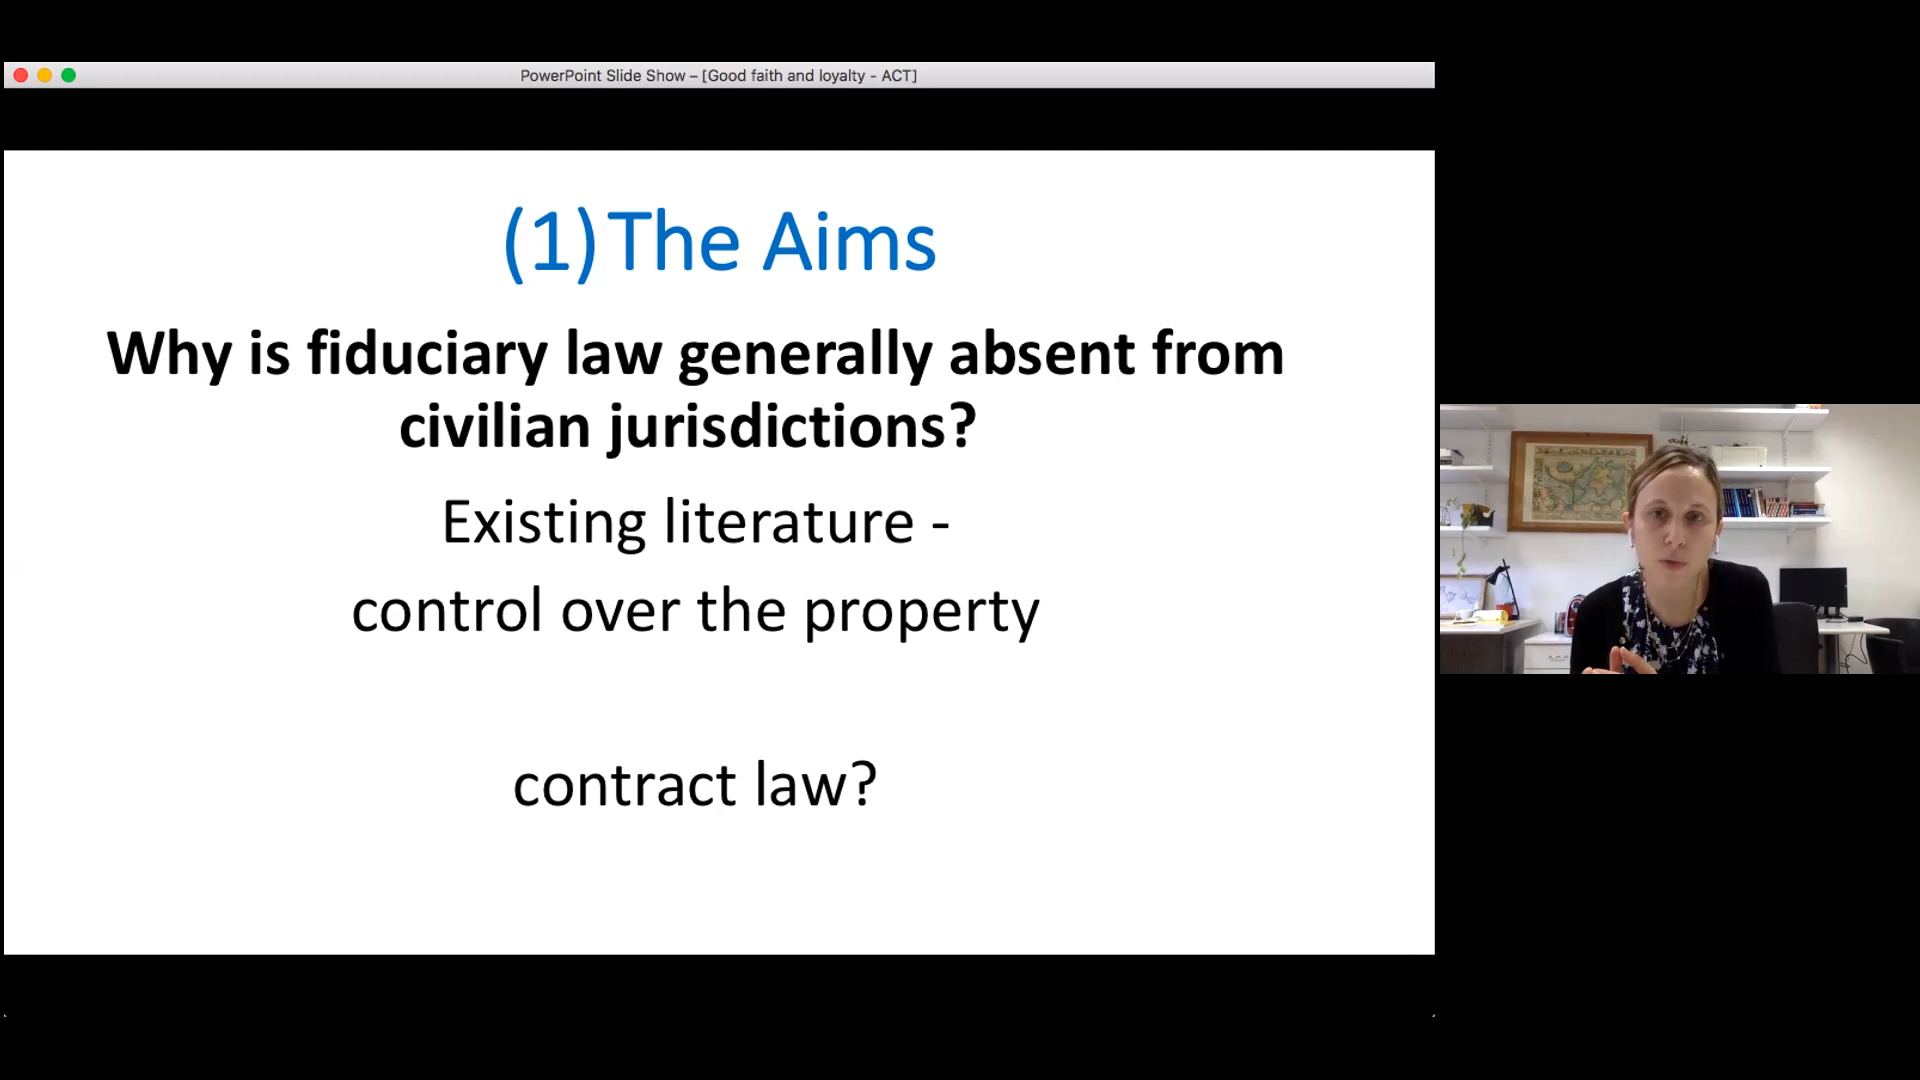 PowerPoint Slide Show – [Good faith and loyalty - ACT]
(1) The Aims
Why is fiduciary law generally absent from
civilian jurisdictions?
Existing literature -
control over the property
contract law?